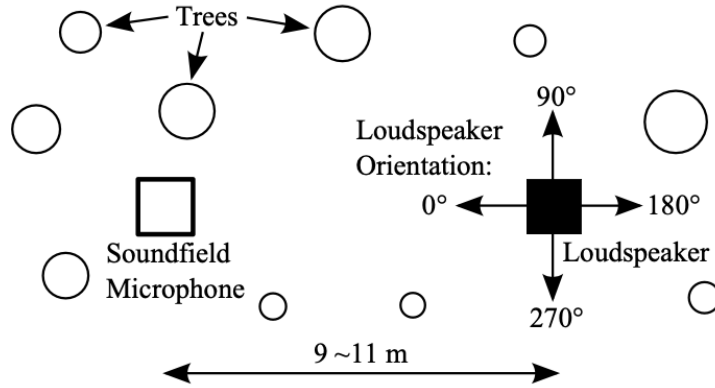 Trees
90°
Loudspeaker
Orientation:
0°
180°
Soundfield
Microphone
Loudspeaker
270°
9 ~11 m